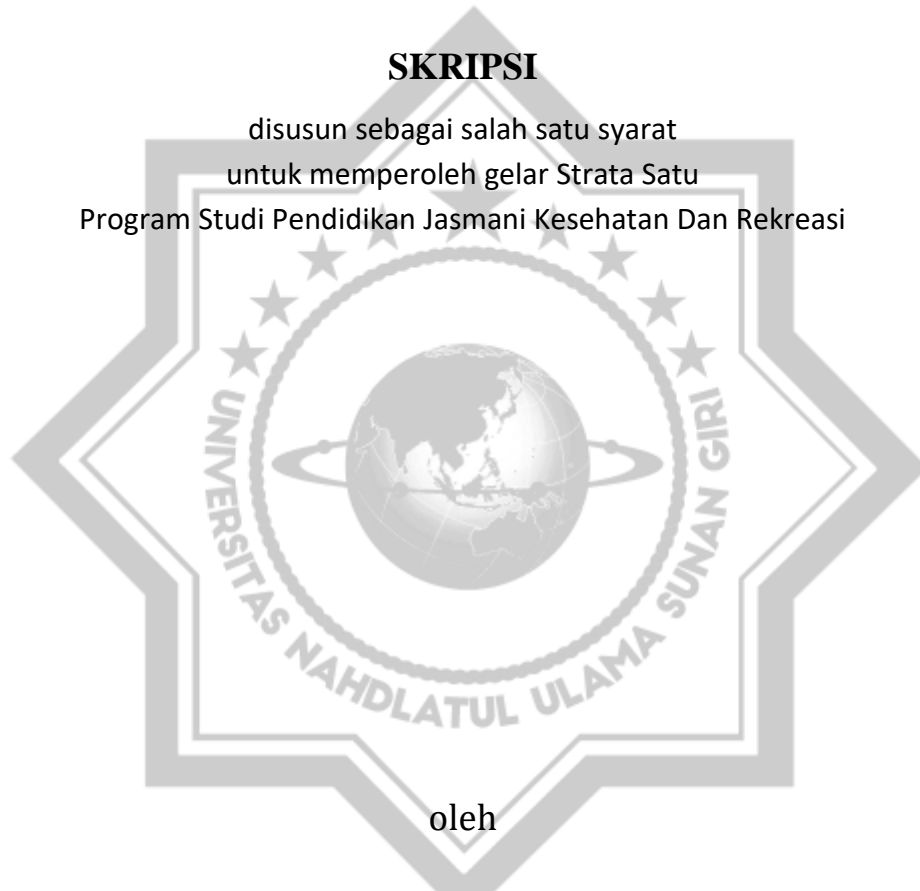 SKRIPSI
disusun sebagai salah satu syarat
untuk memperoleh gelar Strata Satu
Program Studi Pendidikan Jasmani Kesehatan Dan Rekreasi
UNIVERSITAS NAHDLATUL ULAMA SUNAN GIRI
oleh